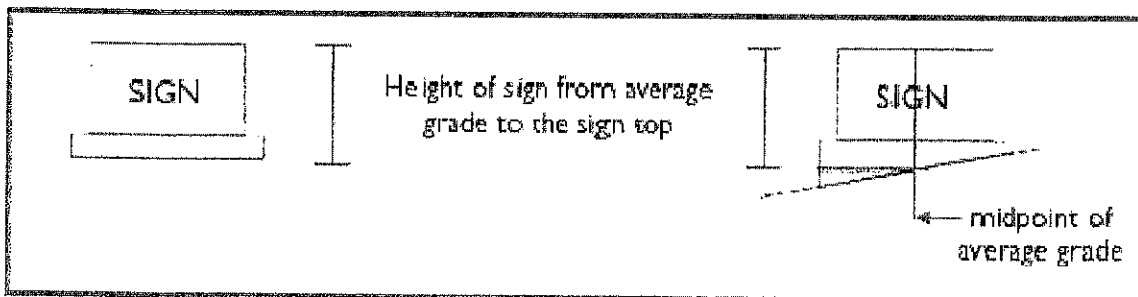 SIGN
Height of sign from average
grade to the sign top
SIGN
midpoint of
average grade